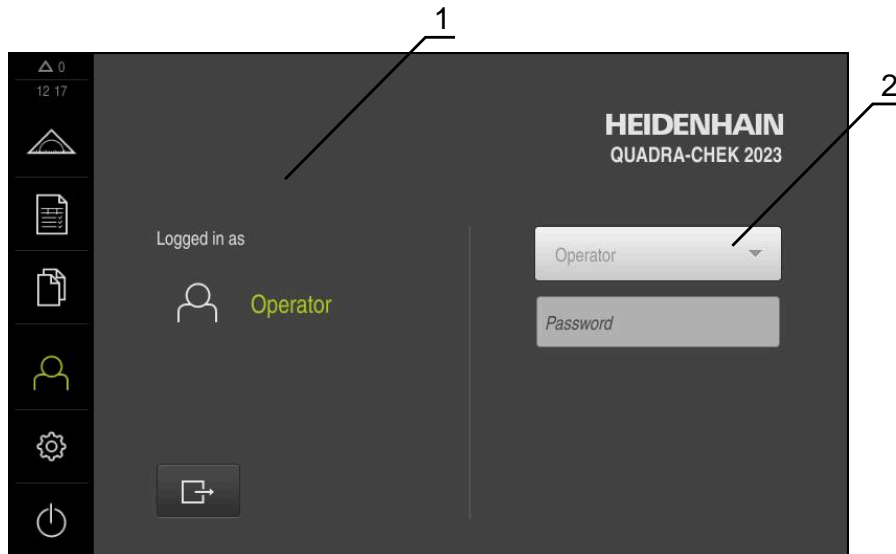 1
2
0
12 17
HEIDENHAIN
QUADRA-CHEK 2023
Logged in as
Operator
Operator
Password